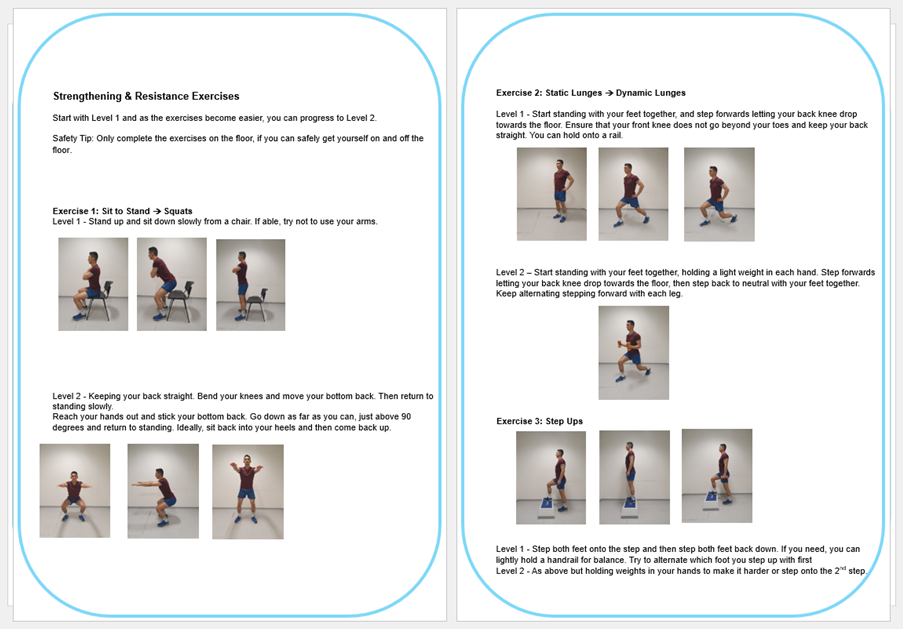 Strengthening & Resistance Exercises
Start with Level 1 and as the exercises become easier, you can progress to Level 2.
Safety Tip: Only complete the exercises on the floor, if you can safely get yourself on and off the
floor.
Exercise 1: Sit to Stand → Squats
Level 1 - Stand up and sit down slowly from a chair. If able, try not to use your arms.
Level 2 - Keeping your back straight. Bend your knees and move your bottom back. Then return to
standing slowly.
Reach your hands out and stick your bottom back. Go down as far as you can, just above 90
degrees and return to standing. Ideally, sit back into your heels and then come back up.
Exercise 2: Static Lunges → Dynamic Lunges
Level 1 - Start standing with your feet together, and step forwards letting your back knee drop
towards the floor. Ensure that your front knee does not go beyond your toes and keep your back
straight. You can hold onto a rail.
Level 2 – Start standing with your feet together, holding a light weight in each hand. Step forwards
letting your back knee drop towards the floor, then step back to neutral with your feet together.
Keep alternating stepping forward with each leg.
Exercise 3: Step Ups
Level 1 - Step both feet onto the step and then step both feet back down. If you need, you can
lightly hold a handrail for balance. Try to alternate which foot you step up with first
Level 2 - As above but holding weights in your hands to make it harder or step onto the 2nd step.